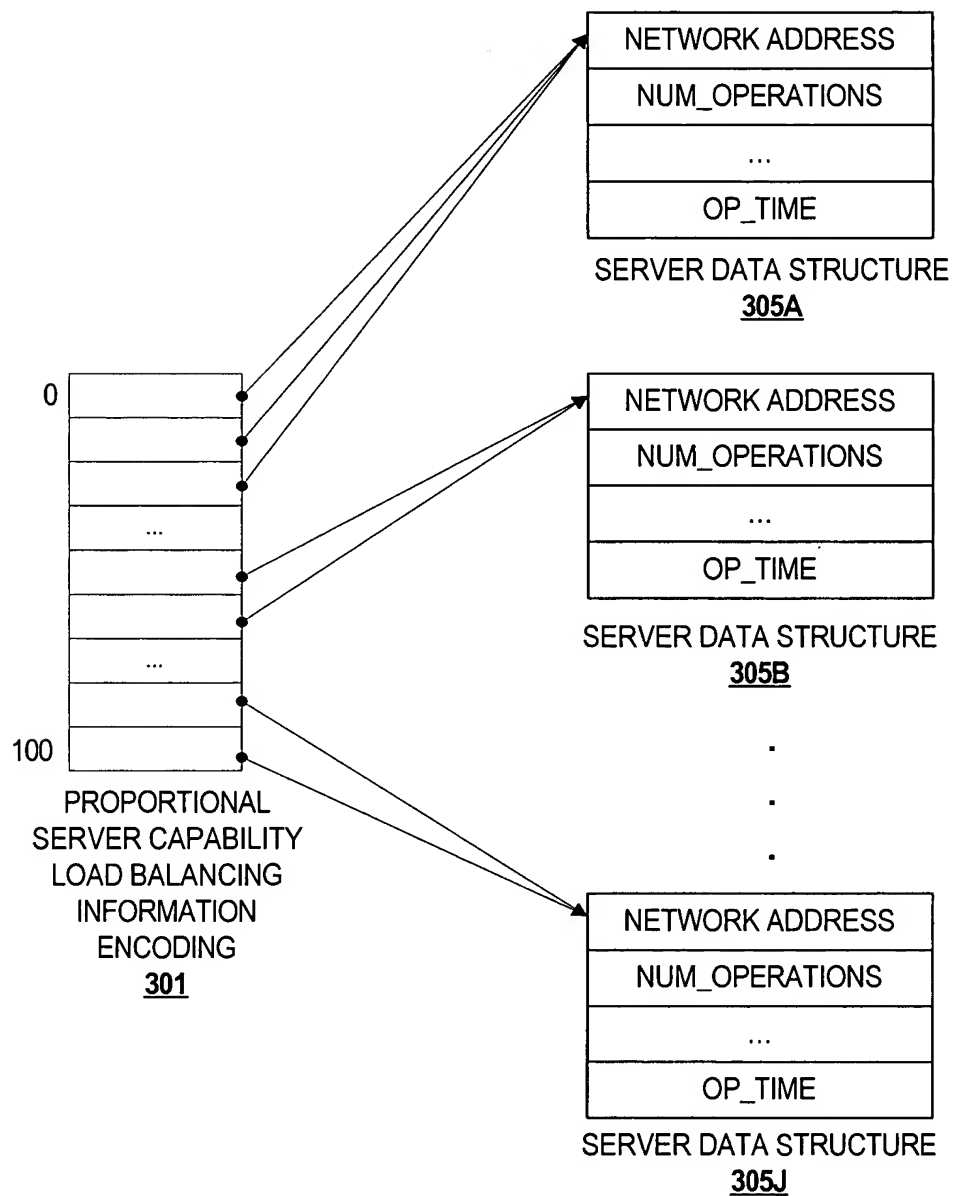 NETWORK ADDRESS
NUM_OPERATIONS
...
OP_TIME
SERVER DATA STRUCTURE
305A
0
...
...
100
PROPORTIONAL
SERVER CAPABILITY
LOAD BALANCING
INFORMATION
ENCODING
301
NETWORK ADDRESS
NUM_OPERATIONS
...
OP_TIME
SERVER DATA STRUCTURE
305B
.
.
.
NETWORK ADDRESS
NUM_OPERATIONS
...
OP_TIME
SERVER DATA STRUCTURE
305J